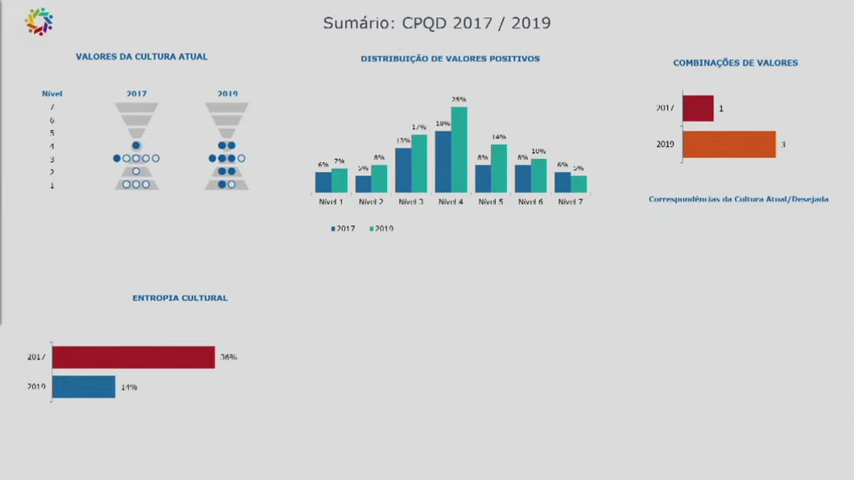 Sumário: CPQD 2017 / 2019
VALORES DA CULTURA ATUAL
Nível 2017 2019
7
6
5
4
3
2
1
DISTRIBUIÇÃO DE VALORES POSITIVOS
6% 7% 5% 8% 13% 17% 18% 25% 8% 14% 8% 10% 6% 5%
Nível 1 Nível 2 Nível 3 Nível 4 Nível 5 Nível 6 Nível 7
2017 2019
COMBINAÇÕES DE VALORES
2017 1
2019 3
Correspondências da Cultura Atual/Desejada
ENTROPIA CULTURAL
2017 36%
2019 14%